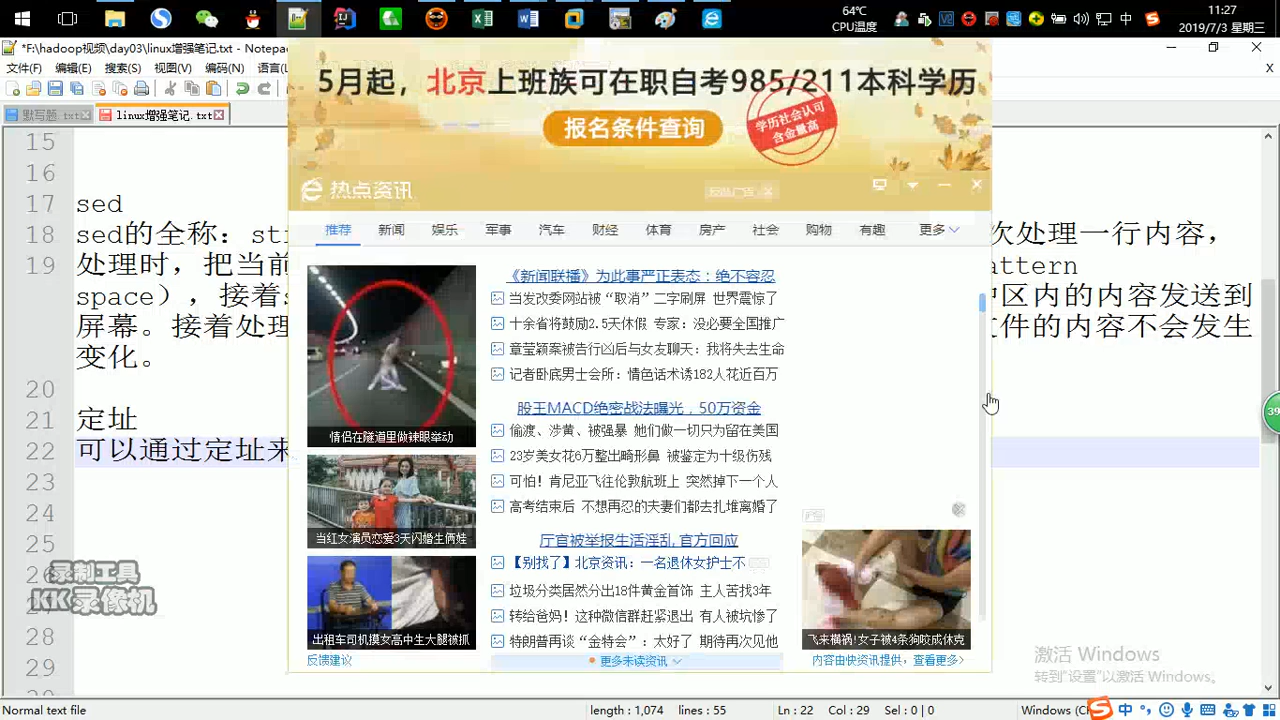 64℃
CPU温度
中
11:27
2019/7/3 星期三
*F:\hadoop视频\day03\linux增强笔记.txt - Notepa
文件(F) 编辑(E) 搜索(S) 视图(V) 编码(N) 语言(L
X
默写题.txt
linux增强笔记.txt
5月起，北京上班族可在职自考985/211本科学历
报名条件查询
学历社会认可
含金量高
热点资讯
推荐 新闻 娱乐 军事 汽车 财经 体育 房产 社会 购物 有趣 更多
15
16
17 sed
18 sed的全称：str
19 次处理一行内容，
处理时，把当前 attern
space），接着s 中区内的内容发送到
屏幕。接着处理 文件的内容不会发生
变化。
20
21 定址
22 可以通过定址来
23
24
25
26
28
29
情侣在隧道里做辣眼举动
当红女演员恋爱3天闪婚生俩娃
出租车司机摸女高中生大腿被抓
反馈建议
《新闻联播》为此事严正表态：绝不容忍
当发改委网站被“取消”二字刷屏 世界震惊了
十余省将鼓励2.5天休假 专家：没必要全国推广
章莹颖案被告行凶后与女友聊天：我将失去生命
记者卧底男士会所：情色话术诱182人花近百万
股王MACD绝密战法曝光，50万资金
偷渡、涉黄、被强暴 她们做一切只为留在美国
23岁美女花6万整出畸形鼻 被鉴定为十级伤残
可怕！肯尼亚飞往伦敦航班上 突然掉下一个人
高考结束后 不想再忍的夫妻们都去扎堆离婚了
厅官被举报生活淫乱 官方回应
【别找了】北京资讯：一名退休女护士不
垃圾分类居然分出18件黄金首饰 主人苦找3年
转给爸妈！这种微信群赶紧退出 有人被坑惨了
特朗普再谈“金特会”：太好了 期待再次见他
更多未读资讯
飞来横祸!女子被4条狗咬成休克
内容由快资讯提供，查看更多>
39
录制工具
KK录像机
激活 Windows
转到“设置”以激活 Windows。
Normal text file
length : 1,074 lines : 55
Ln : 22 Col : 29 Sel : 0 | 0
Windows (C
中